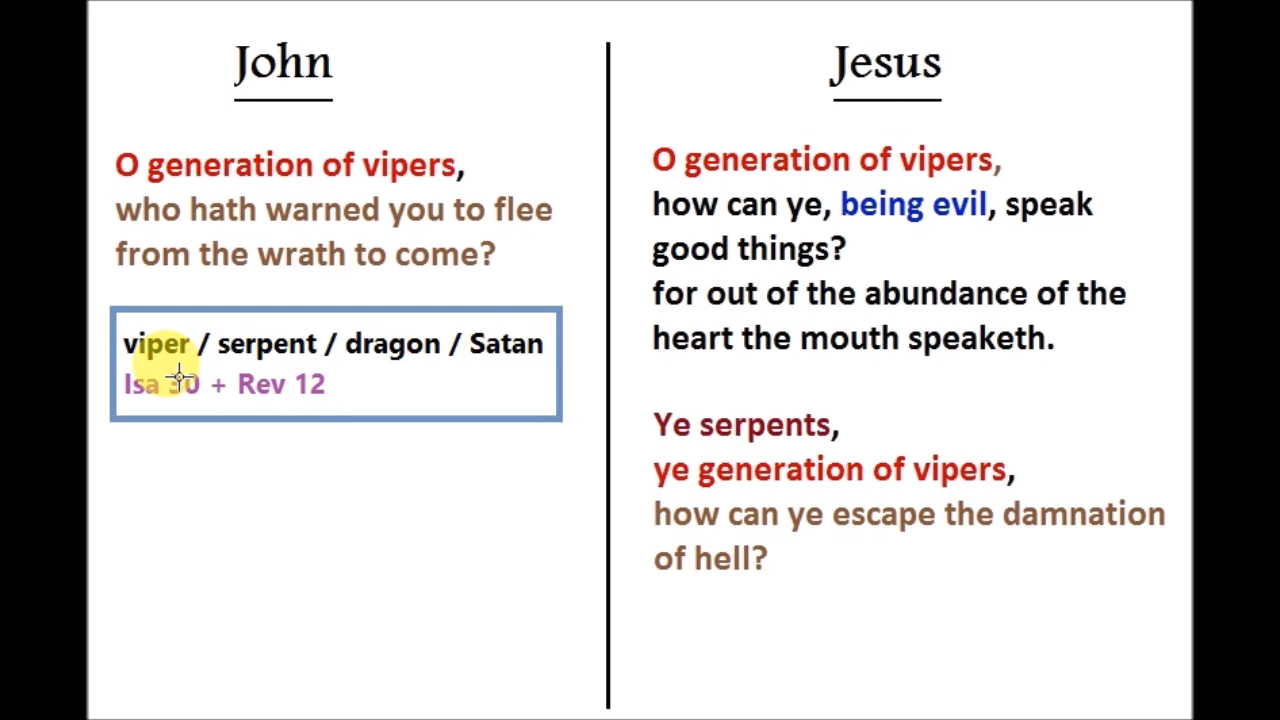 John
O generation of vipers,
who hath warned you to flee
from the wrath to come?
viper / serpent / dragon / Satan
Isa 30 + Rev 12
Jesus
O generation of vipers,
how can ye, being evil, speak
good things?
for out of the abundance of the
heart the mouth speaketh.
Ye serpents,
ye generation of vipers,
how can ye escape the damnation
of hell?